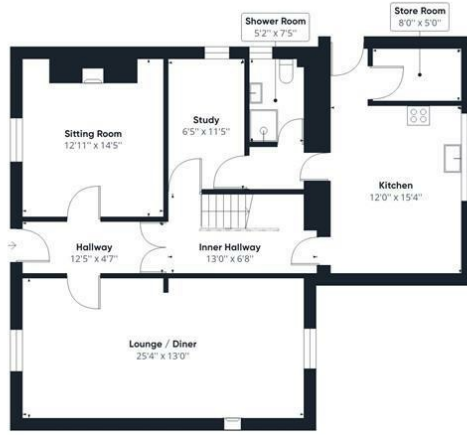 Store Room
8'0" x 5'0"
Shower Room
5'2" x 7'5"
Study
6'5" x 11'5"
Sitting Room
12'11" x 14'5"
Kitchen
12'0" x 15'4"
Hallway
12'5" x 4'7"
Inner Hallway
13'0" x 6'8"
Lounge / Diner
25'4" x 13'0"